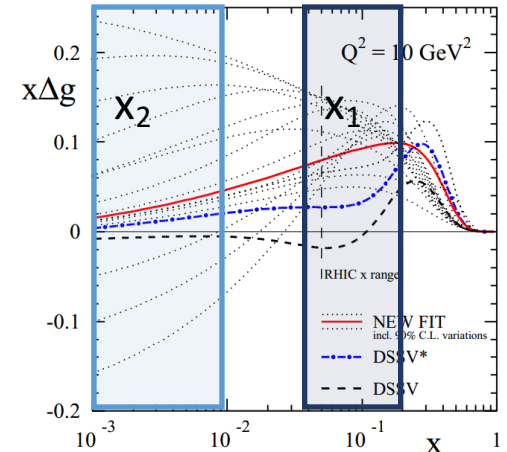 0.2
Q² = 10 GeV²
xΔg
x₂
x₁
0.1
0
RHIC x range
-0.1
NEW FIT
incl. 90% C.L. variations
DSSV*
DSSV
-0.2
10⁻³ 10⁻² 10⁻¹ x 1